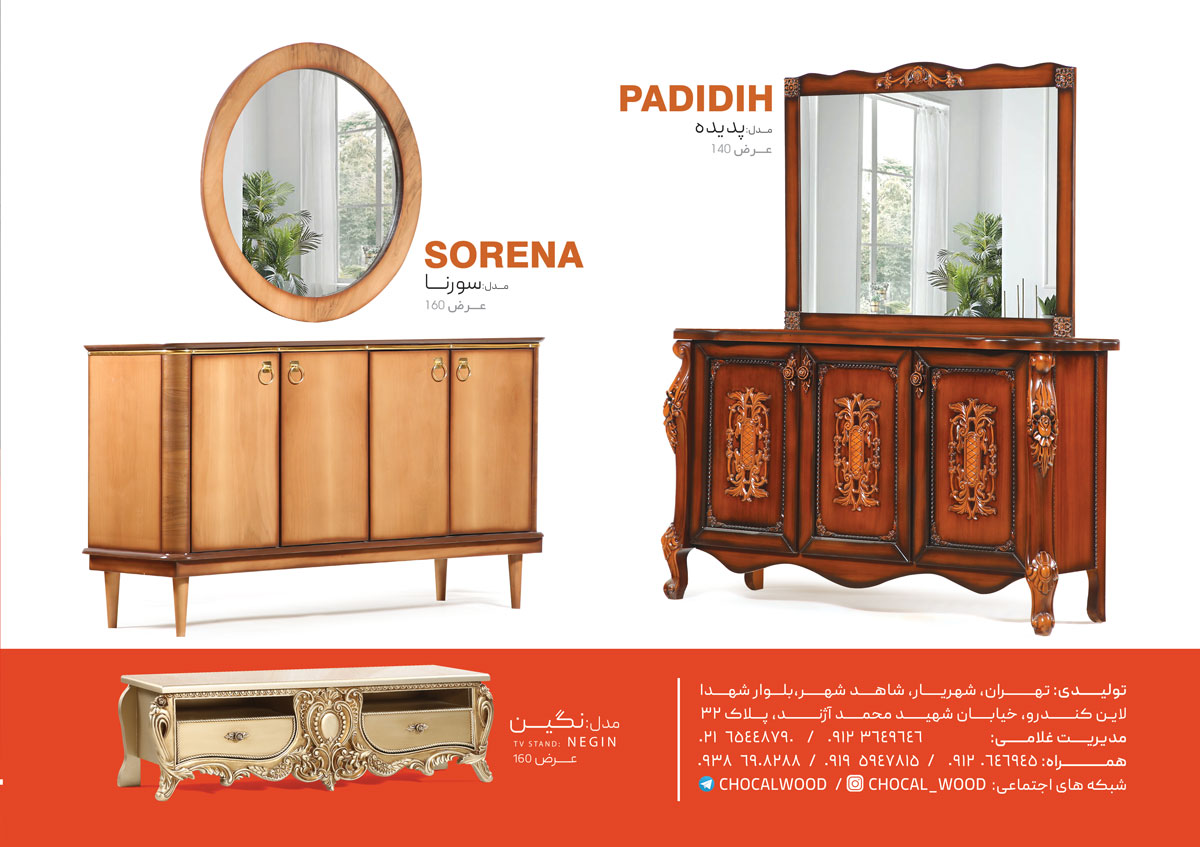 PADIDIH
مدل: پدیده
عرض 140
SORENA
مدل: سورنا
عرض 160
مدل: نگین
TV STAND: NEGIN
عرض 160
تولیدی: تهران، شهریار، شاهد شهر، بلوار شهدا
لاین کندرو، خیابان شهید محمد آژند، پلاک ۳۲
مدیریت غلامی: ۰۹۱۲ ۳۶۴۹۶۴۶ / ۰۲۱ ۶۵۴۴۸۷۹۰
همراه: ۰۹۱۲ ۰۶۴۶۹۴۵ / ۰۹۱۹ ۵۹۴۷۸۱۵ / ۰۹۳۸ ۶۹۰۸۲۸۸
شبکه های اجتماعی: CHOCALWOOD / CHOCAL_WOOD